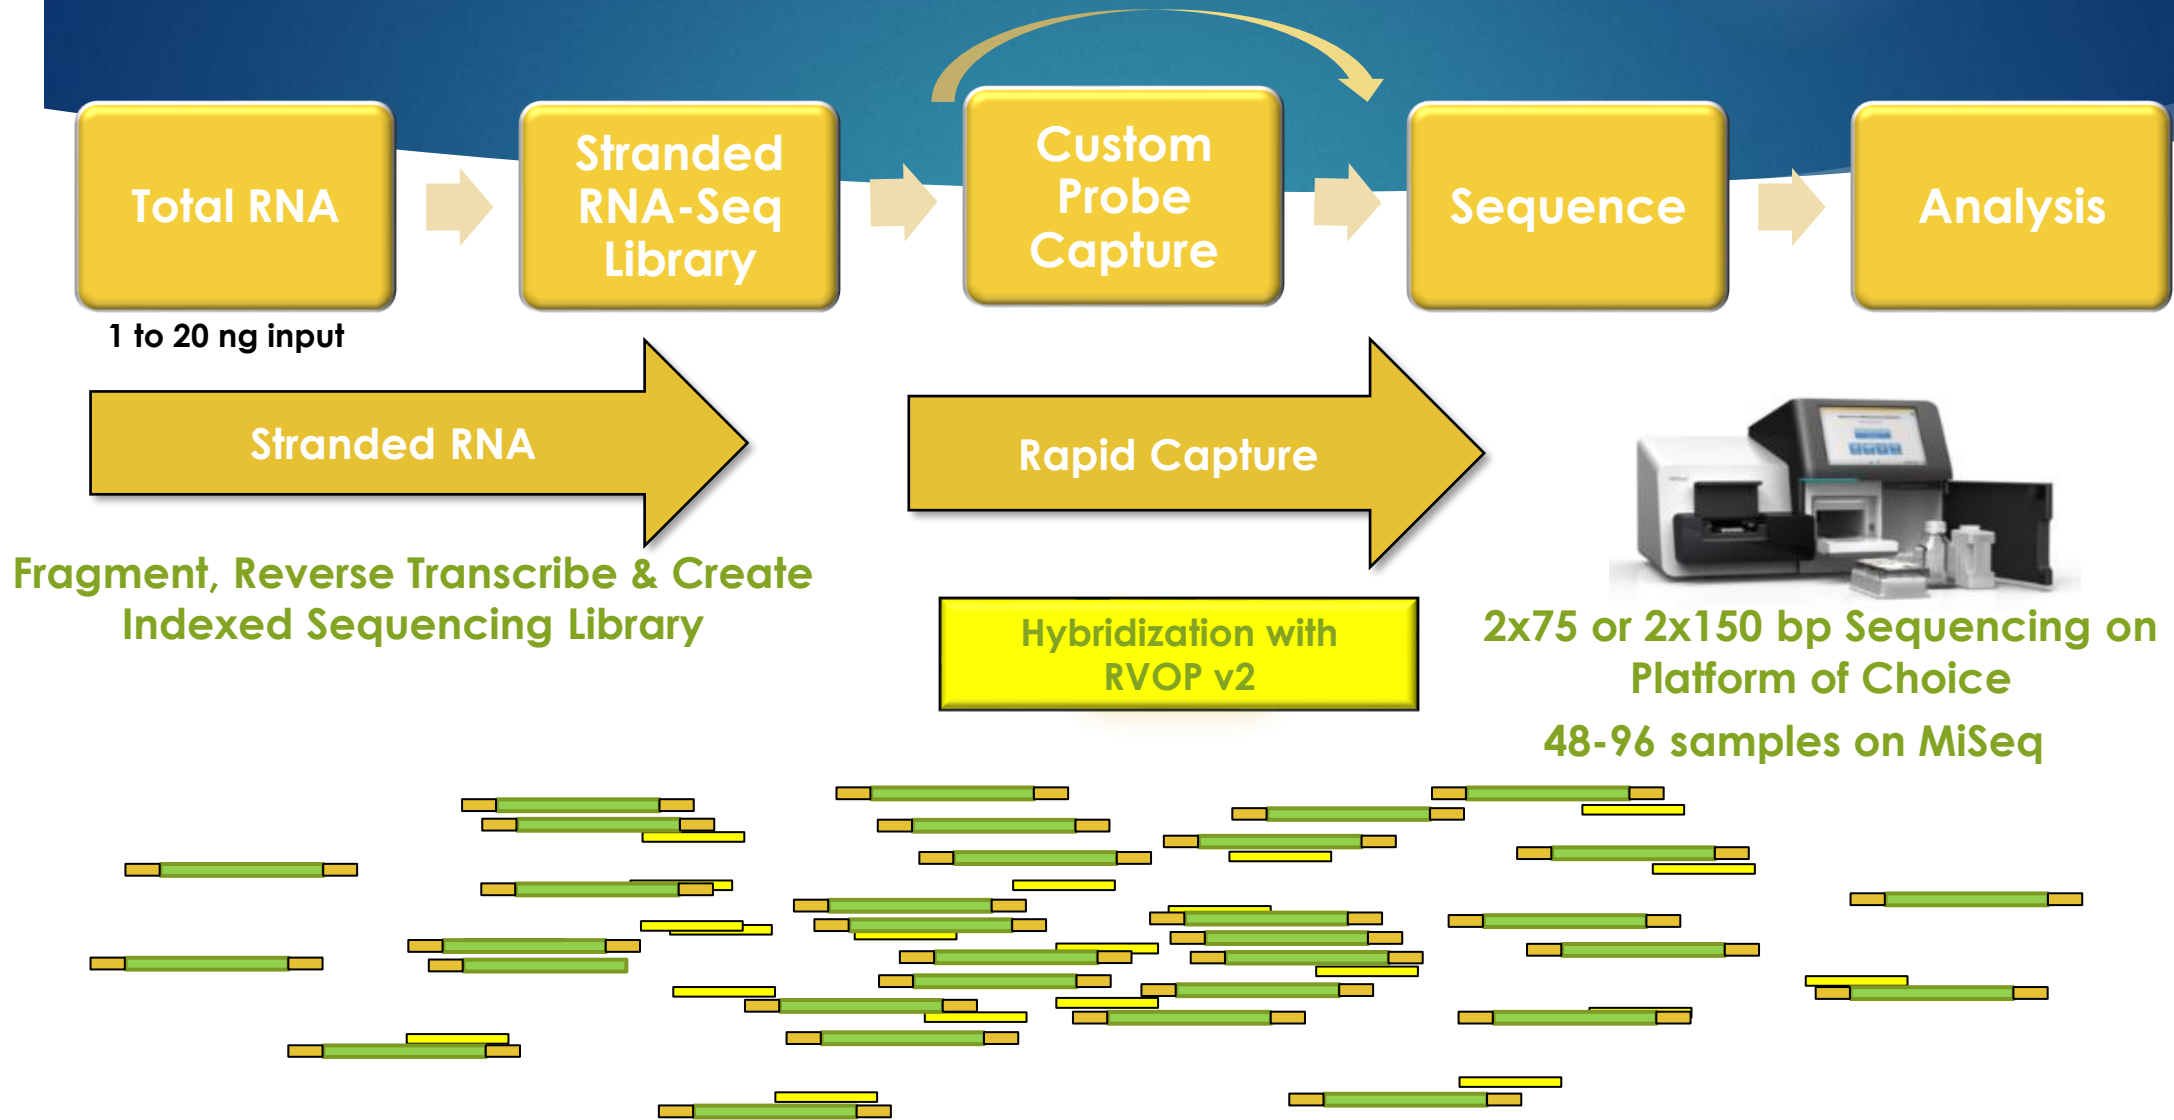 Total RNA
Stranded
RNA-Seq
Library
Custom
Probe
Capture
Sequence
Analysis
1 to 20 ng input
Stranded RNA
Rapid Capture
Fragment, Reverse Transcribe & Create
Indexed Sequencing Library
Hybridization with
RVOP v2
2x75 or 2x150 bp Sequencing on
Platform of Choice
48-96 samples on MiSeq